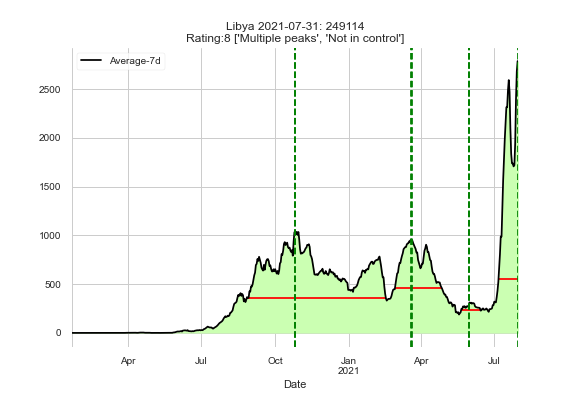 Libya 2021-07-31: 249114
Rating:8 ['Multiple peaks', 'Not in control']
Average-7d
2500
2000
1500
1000
500
0
Apr
Jul
Oct
Jan
2021
Apr
Jul
Date